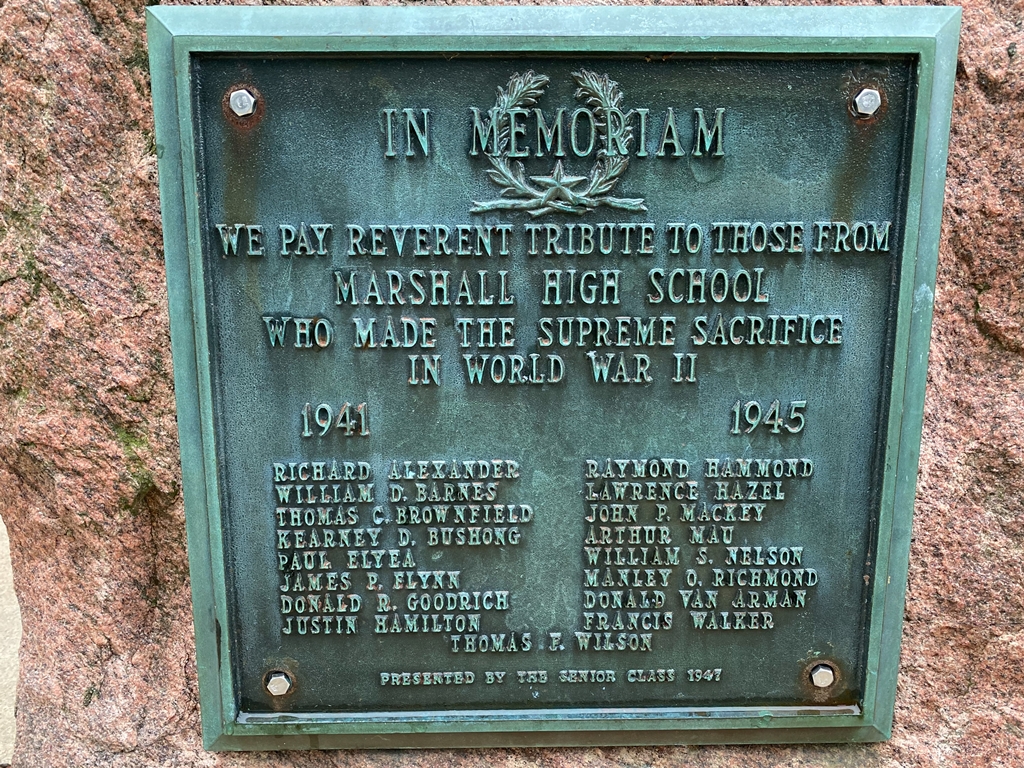 IN MEMORIAM
WE PAY REVERENT TRIBUTE TO THOSE FROM
MARSHALL HIGH SCHOOL
WHO MADE THE SUPREME SACRIFICE
IN WORLD WAR II
1941 1945
RICHARD ALEXANDER
WILLIAM D. BARNES
THOMAS C. BROWNFIELD
KEARNEY D. BUSHONG
PAUL ELYEA
JAMES P. FLYNN
DONALD R. GOODRICH
JUSTIN HAMILTON
RAYMOND HAMMOND
LAWRENCE HAZEL
JOHN P. MACKEY
ARTHUR MAU
WILLIAM S. NELSON
MANLEY O. RICHMOND
DONALD VAN ARMAN
FRANCIS WALKER
THOMAS F. WILSON
PRESENTED BY THE SENIOR CLASS 1947